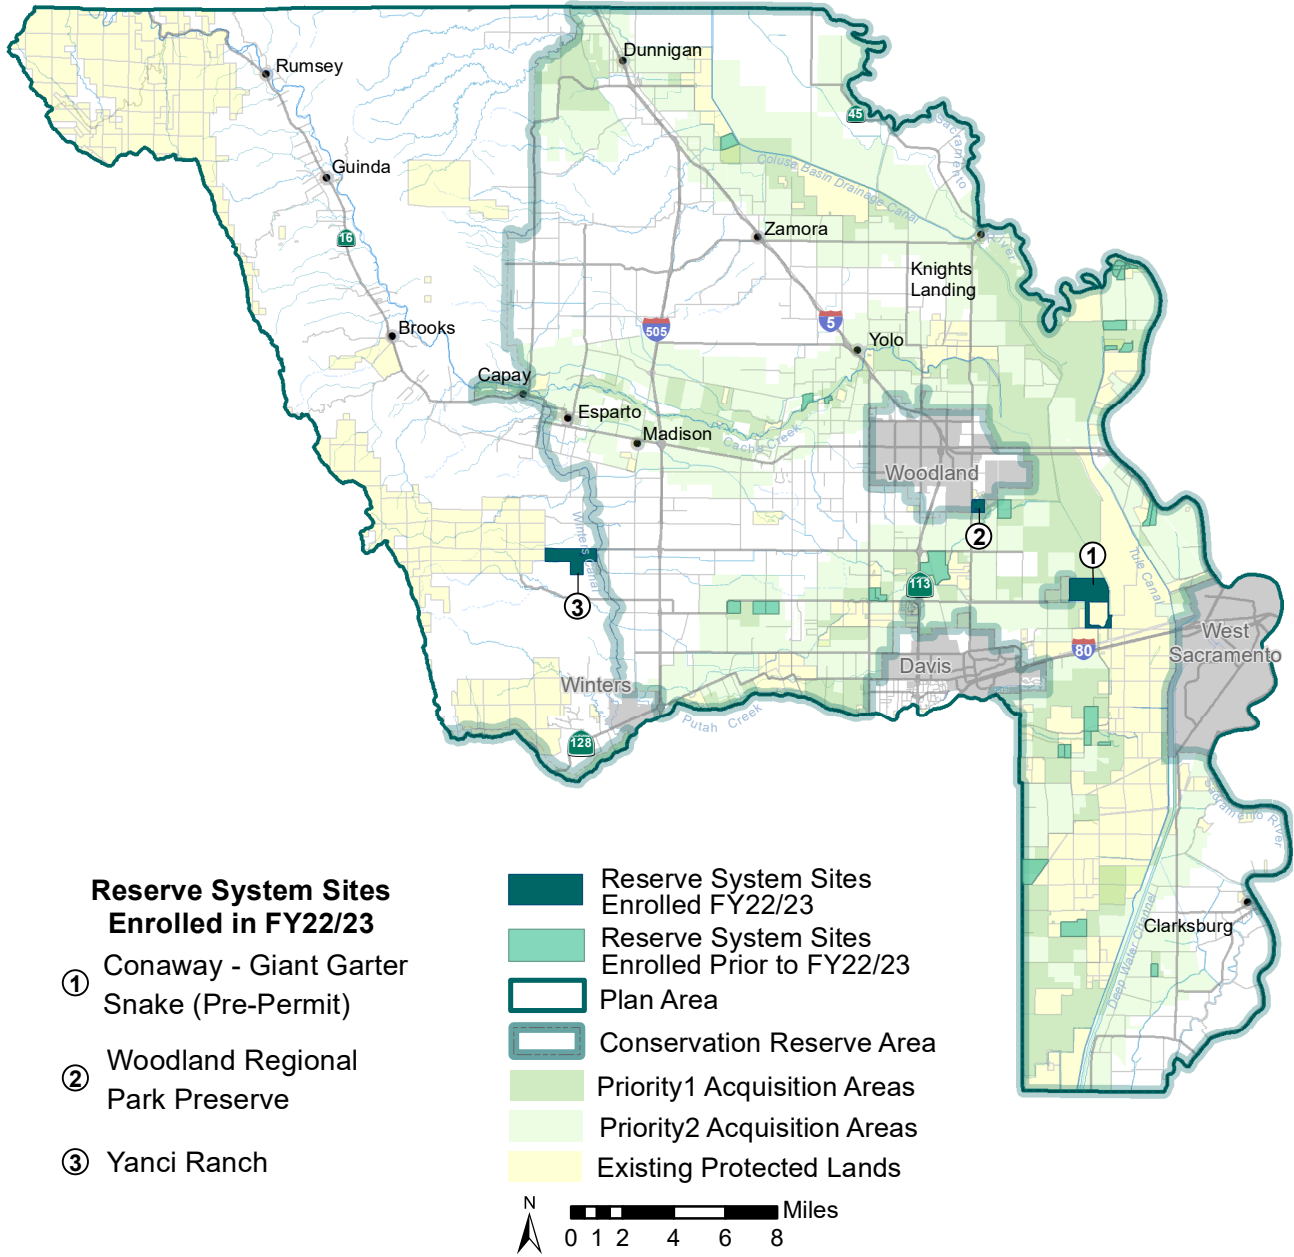 Dunnigan
Rumsey
45
Sacramento
Colusa Basin Drainage Canal
Guinda
Zamora
River
16
Knights
Landing
505
5
Brooks
Yolo
Capay
Esparto
Madison
Cache Creek
Woodland
2
Winters Canal
1
Tule Canal
3
113
West
Sacramento
80
Davis
Winters
Putah Creek
128
Sacramento River
Clarksburg
Deep Water Channel
Reserve System Sites
Enrolled in FY22/23
1 Conaway - Giant Garter
Snake (Pre-Permit)
2 Woodland Regional
Park Preserve
3 Yanci Ranch
Reserve System Sites
Enrolled FY22/23
Reserve System Sites
Enrolled Prior to FY22/23
Plan Area
Conservation Reserve Area
Priority1 Acquisition Areas
Priority2 Acquisition Areas
Existing Protected Lands
N
Miles
0 1 2 4 6 8